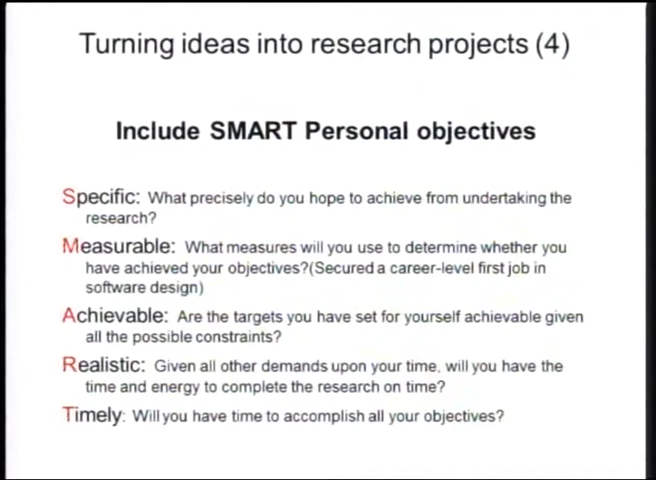 Turning ideas into research projects (4)
Include SMART Personal objectives
Specific: What precisely do you hope to achieve from undertaking the
research?
Measurable: What measures will you use to determine whether you
have achieved your objectives?(Secured a career-level first job in
software design)
Achievable: Are the targets you have set for yourself achievable given
all the possible constraints?
Realistic: Given all other demands upon your time, will you have the
time and energy to complete the research on time?
Timely: Will you have time to accomplish all your objectives?